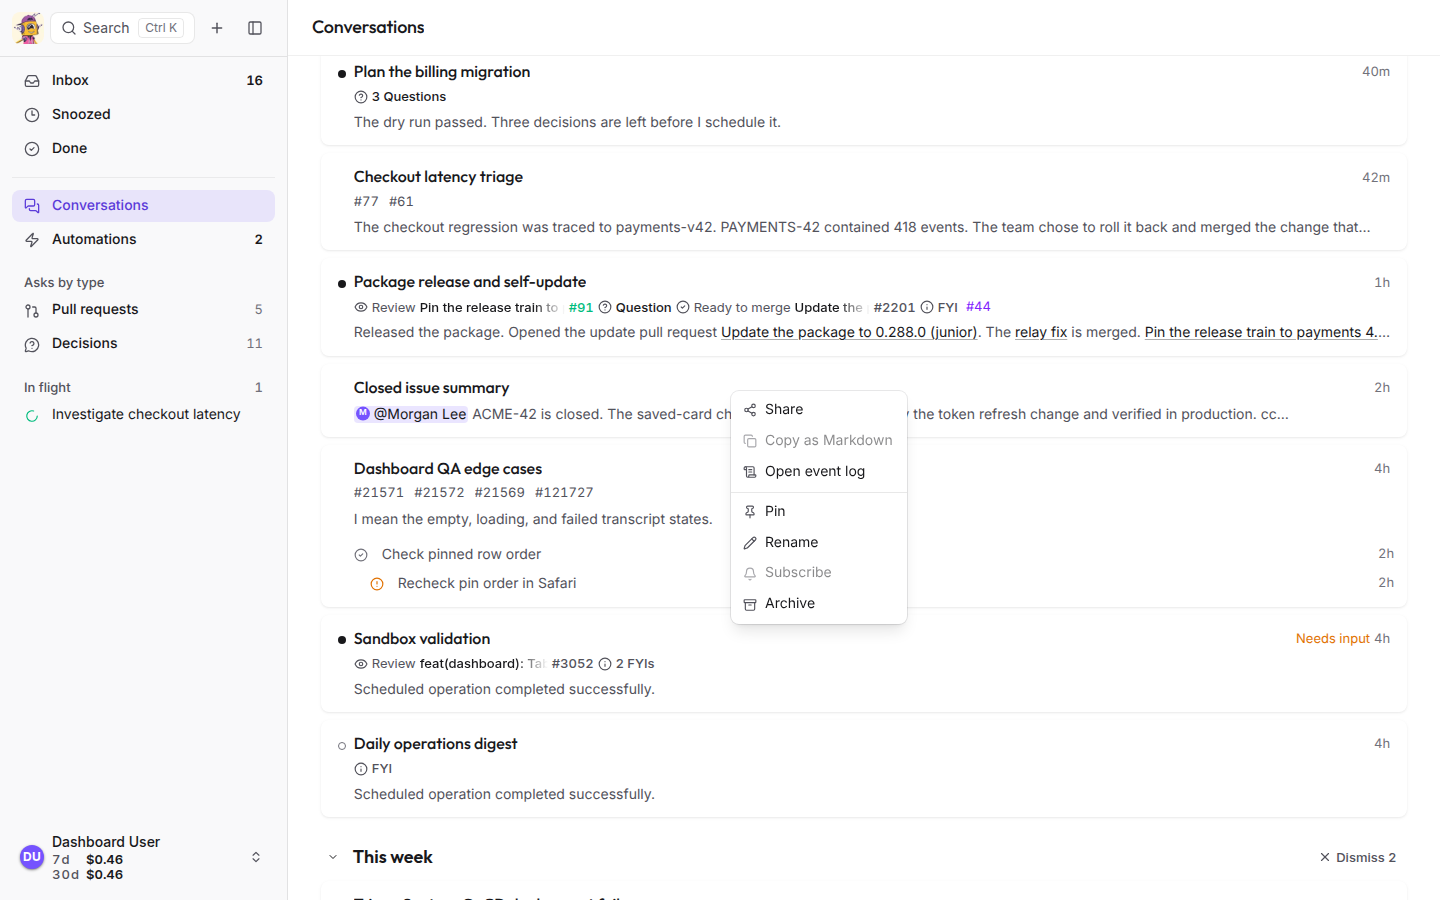 Search Ctrl K
Inbox 16
Snoozed
Done
Conversations
Automations 2
Asks by type
Pull requests 5
Decisions 11
In flight 1
Investigate checkout latency
DU Dashboard User
7d $0.46
30d $0.46
Conversations
Plan the billing migration 40m
3 Questions
The dry run passed. Three decisions are left before I schedule it.
Checkout latency triage 42m
#77 #61
The checkout regression was traced to payments-v42. PAYMENTS-42 contained 418 events. The team chose to roll it back and merged the change that...
Package release and self-update 1h
Review Pin the release train to #91 Question Ready to merge Update the #2201 FYI #44
Released the package. Opened the update pull request Update the package to 0.288.0 (junior). The relay fix is merged. Pin the release train to payments 4....
Closed issue summary 2h
M @Morgan Lee ACME-42 is closed. The saved-card ch the token refresh change and verified in production. cc...
Share
Copy as Markdown
Open event log
Pin
Rename
Subscribe
Archive
Dashboard QA edge cases 4h
#21571 #21572 #21569 #121727
I mean the empty, loading, and failed transcript states.
Check pinned row order 2h
Recheck pin order in Safari 2h
Sandbox validation Needs input 4h
Review feat(dashboard): Ta #3052 2 FYIs
Scheduled operation completed successfully.
Daily operations digest 4h
FYI
Scheduled operation completed successfully.
This week Dismiss 2